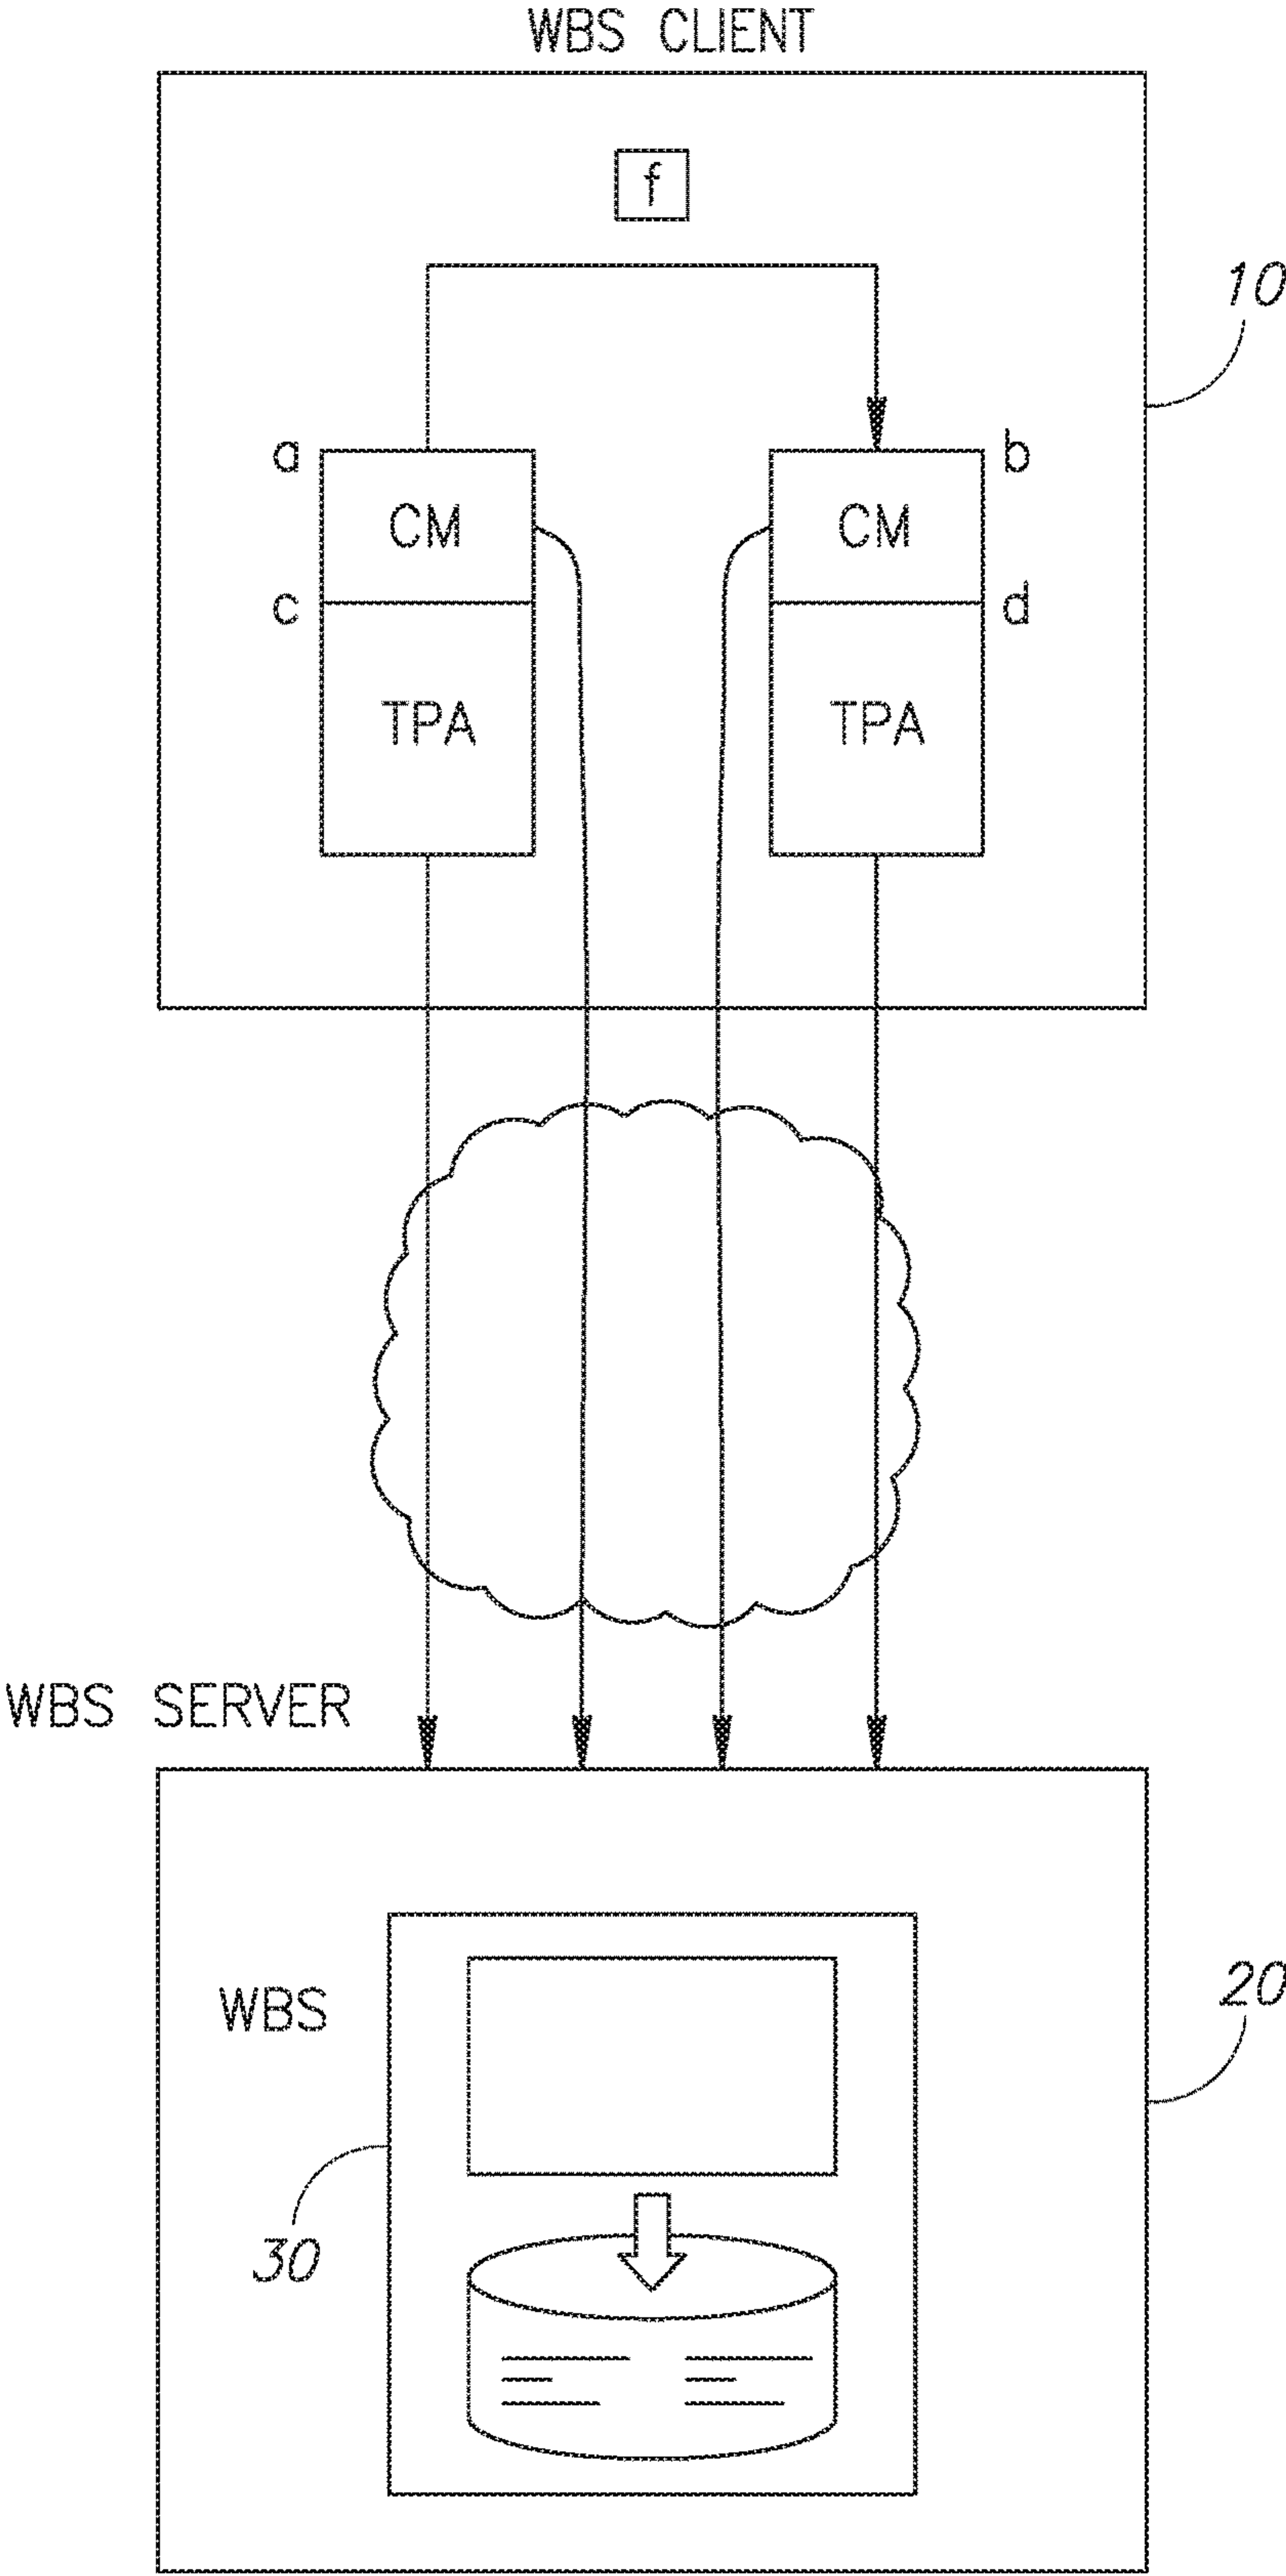 WBS CLIENT
f
10
a
b
CM
CM
c
d
TPA
TPA
WBS SERVER
WBS
20
30